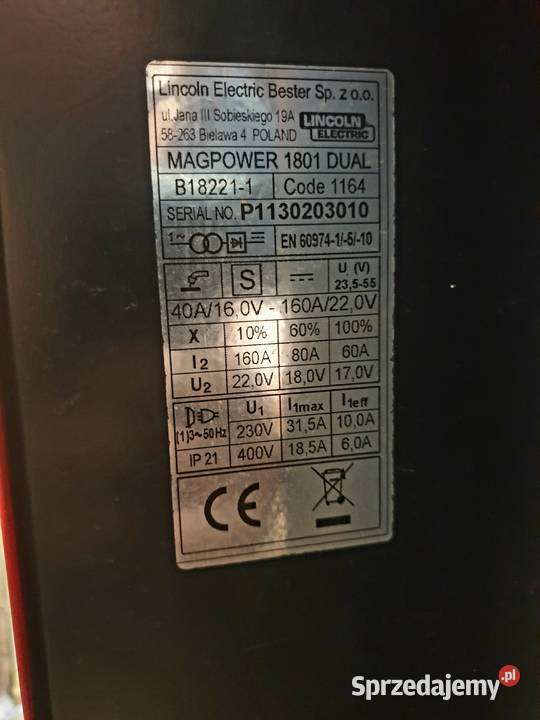 Lincoln Electric Bester Sp. z o.o.
ul.Jana III Sobieskiego 19A
58-263 Bielawa 4 POLAND
LINCOLN
ELECTRIC
MAGPOWER 1801 DUAL
B18221-1 Code 1164
SERIAL NO. P1130203010
1~ EN 60974-1/-5/-10
S U (V)
23,5-55
40A/16,0V - 160A/22,0V
X 10% 60% 100%
I2 160A 80A 60A
U2 22,0V 18,0V 17,0V
U1 I1max I1eff
(1)3~50Hz 230V 31,5A 10,0A
IP 21 400V 18,5A 6,0A
CE
Sprzedajemy.pl